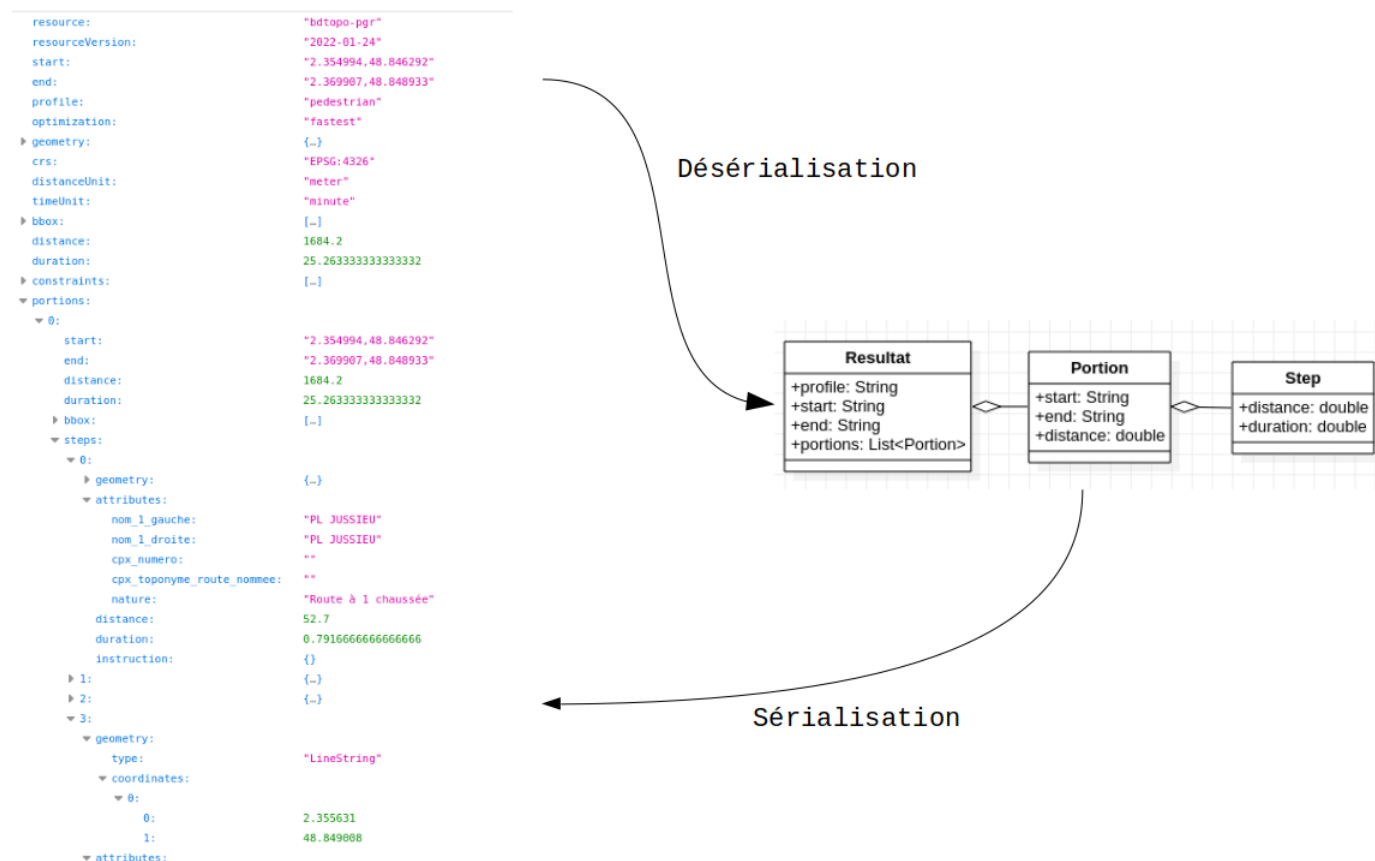 resource: "bdtopo-pgr"
resourceVersion: "2022-01-24"
start: "2.354994,48.846292"
end: "2.369907,48.848933"
profile: "pedestrian"
optimization: "fastest"
geometry: {…}
crs: "EPSG:4326"
distanceUnit: "meter"
timeUnit: "minute"
bbox: […]
distance: 1684.2
duration: 25.263333333333332
constraints: […]
portions:
0:
start: "2.354994,48.846292"
end: "2.369907,48.848933"
distance: 1684.2
duration: 25.263333333333332
bbox: […]
steps:
0:
geometry: {…}
attributes:
nom_1_gauche: "PL JUSSIEU"
nom_1_droite: "PL JUSSIEU"
cpx_numero: ""
cpx_toponyme_route_nommee: ""
nature: "Route à 1 chaussée"
distance: 52.7
duration: 0.7916666666666666
instruction: {}
1: {…}
2: {…}
3:
geometry:
type: "LineString"
coordinates:
0:
0: 2.355631
1: 48.849008
attributes:
Désérialisation
Resultat
+profile: String
+start: String
+end: String
+portions: List<Portion>
Portion
+start: String
+end: String
+distance: double
Step
+distance: double
+duration: double
Sérialisation